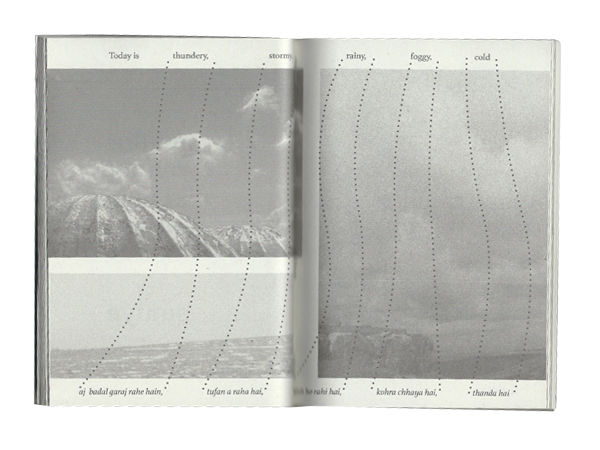 Today is thundery, stormy, rainy, foggy, cold
aj badal garaj rahe hain, tufan a raha hai, ho rahi hai, kohra chhaya hai, thanda hai